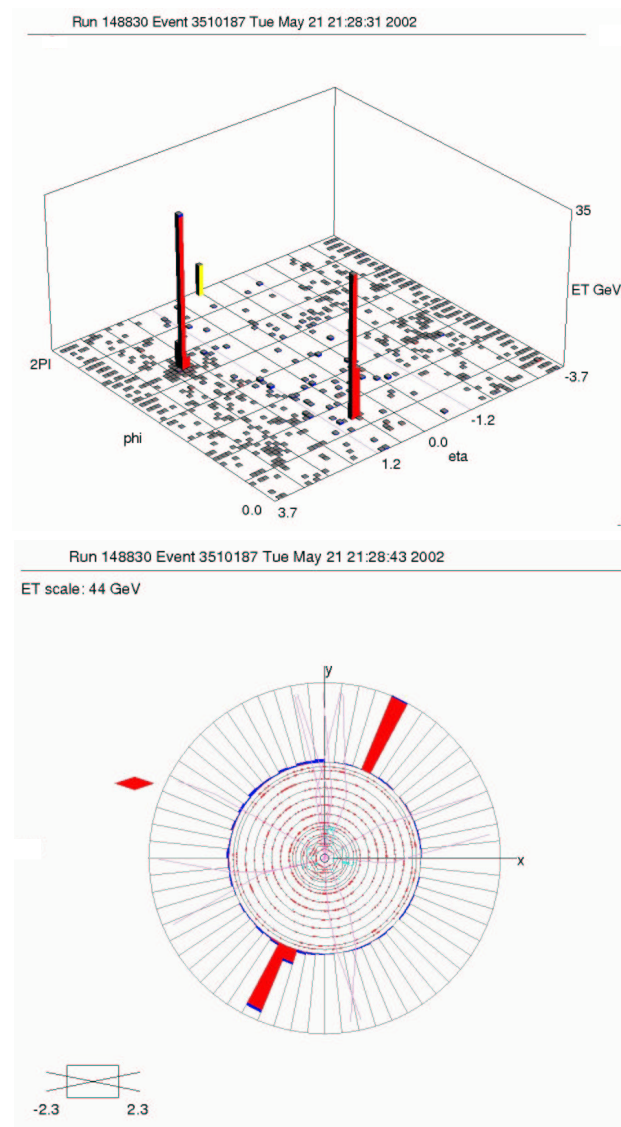 Run 148830 Event 3510187 Tue May 21 21:28:31 2002
35
ET GeV
2PI
-3.7
-1.2
phi
0.0
eta
1.2
0.0 3.7
Run 148830 Event 3510187 Tue May 21 21:28:43 2002
ET scale: 44 GeV
y
x
-2.3 2.3